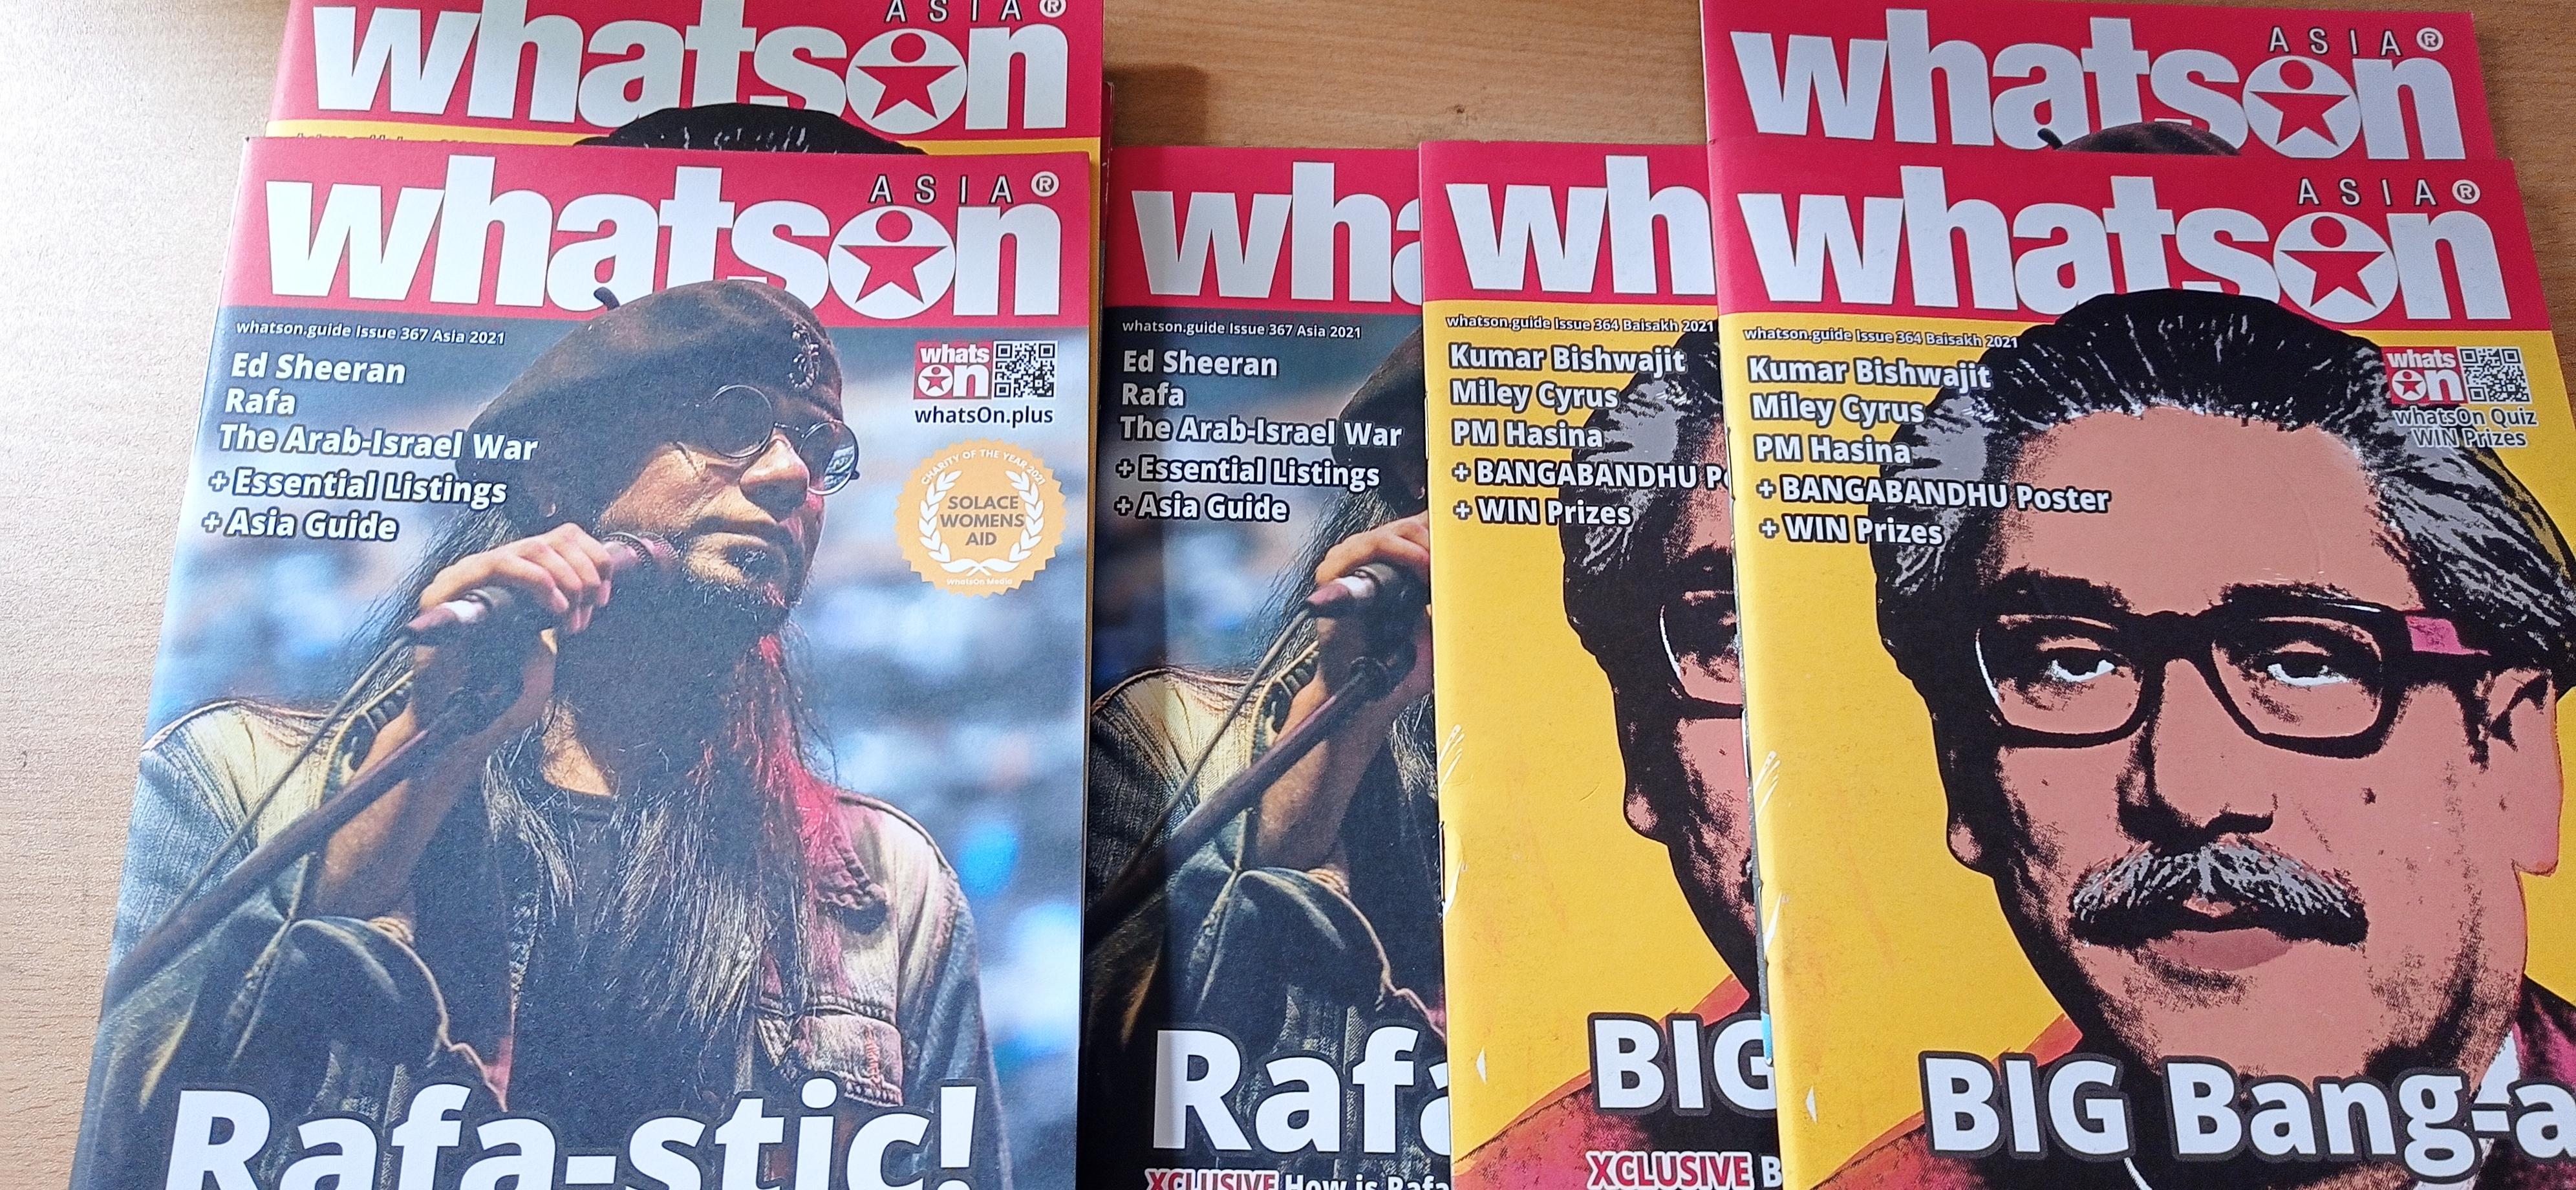 ASIA®
whatson
ASIA®
whatson
whatson.guide Issue 367 Asia 2021
Ed Sheeran
Rafa
The Arab-Israel War
+ Essential Listings
+ Asia Guide
whats
on
whatsOn.plus
CHARITY OF THE YEAR 2021
SOLACE
WOMENS
AID
WhatsOn Media
Rafa-stic!
wha
whatson.guide Issue 367 Asia 2021
Ed Sheeran
Rafa
The Arab-Israel War
+ Essential Listings
+ Asia Guide
Rafa
XCLUSIVE How is Rafa
wh
whatson.guide Issue 364 Baisakh 2021
Kumar Bishwajit
Miley Cyrus
PM Hasina
+ BANGABANDHU Po
+ WIN Prizes
BIG
XCLUSIVE B
ASIA®
whatson
ASIA®
whatson
whatson.guide Issue 364 Baisakh 2021
Kumar Bishwajit
Miley Cyrus
PM Hasina
+ BANGABANDHU Poster
+ WIN Prizes
whats
on
whatsOn Quiz
WIN Prizes
BIG Bang-a